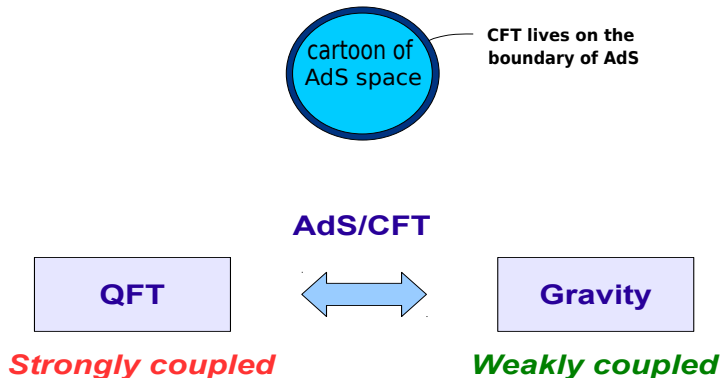 cartoon of
AdS space
CFT lives on the
boundary of AdS
AdS/CFT
QFT
Gravity
Strongly coupled
Weakly coupled